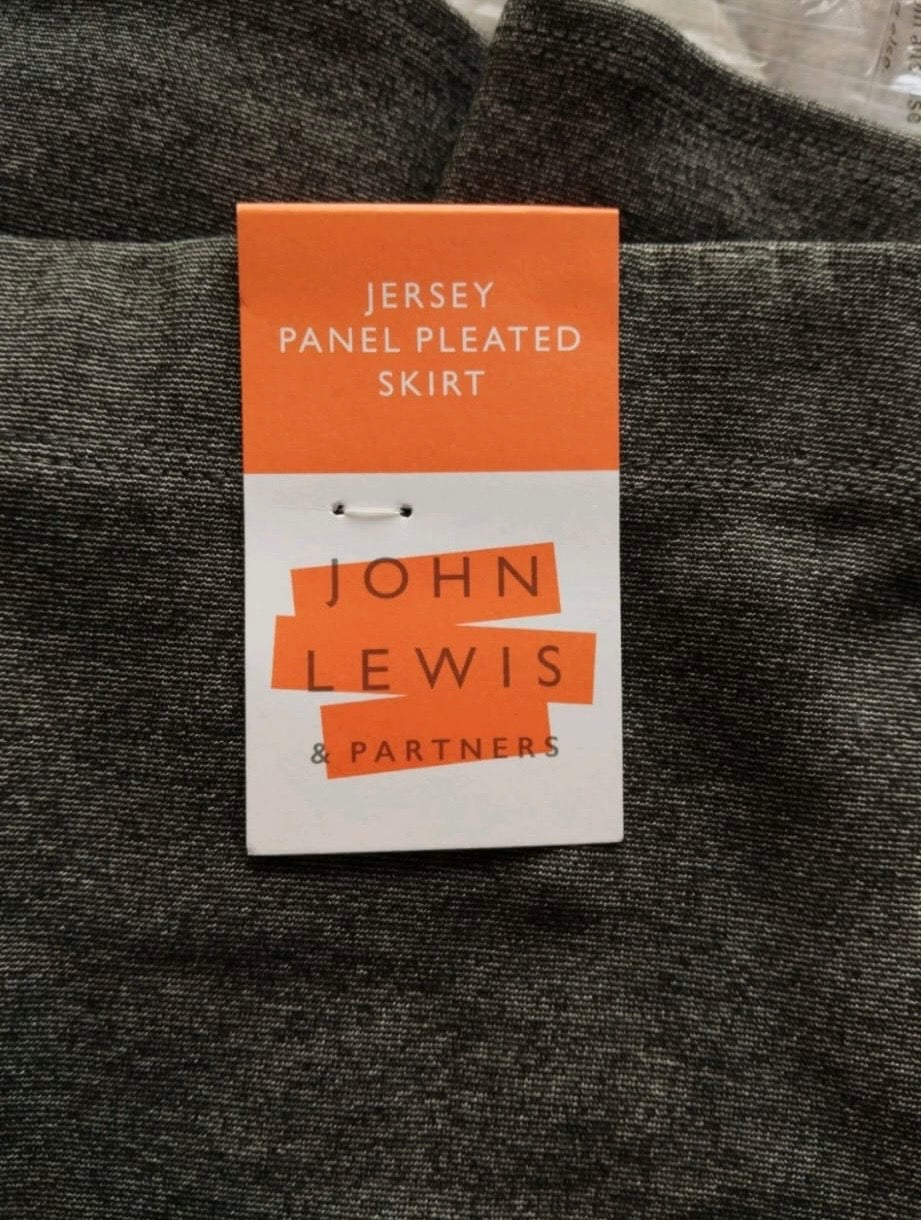 JERSEY
PANEL PLEATED
SKIRT
JOHN
LEWIS
& PARTNERS